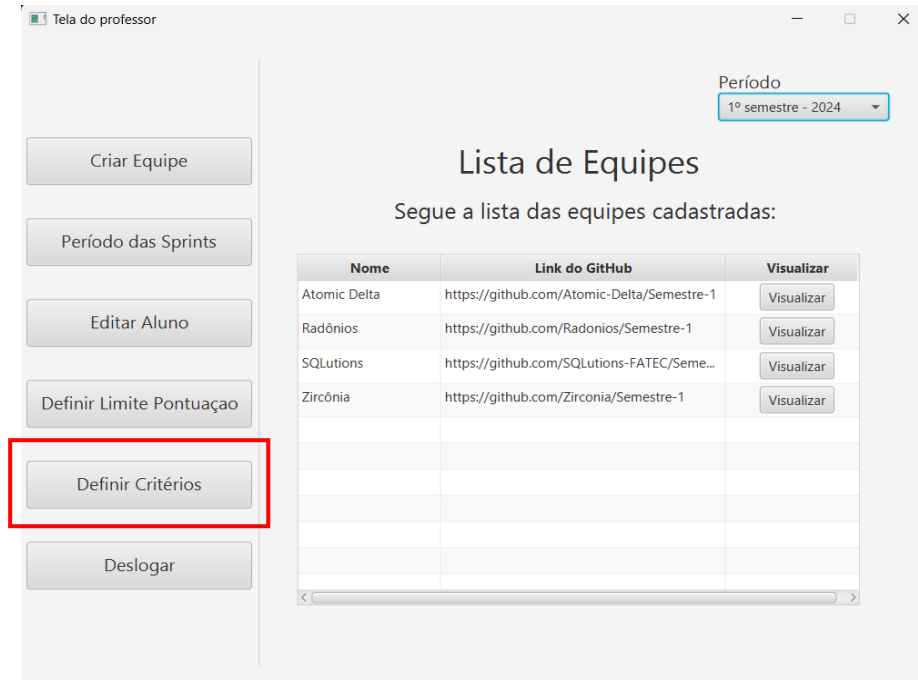 Tela do professor
Período
1º semestre - 2024
Criar Equipe
Período das Sprints
Editar Aluno
Definir Limite Pontuaçao
Definir Critérios
Deslogar
Lista de Equipes
Segue a lista das equipes cadastradas:
Nome Link do GitHub Visualizar
Atomic Delta https://github.com/Atomic-Delta/Semestre-1 Visualizar
Radônios https://github.com/Radonios/Semestre-1 Visualizar
SQLutions https://github.com/SQLutions-FATEC/Seme... Visualizar
Zircônia https://github.com/Zirconia/Semestre-1 Visualizar